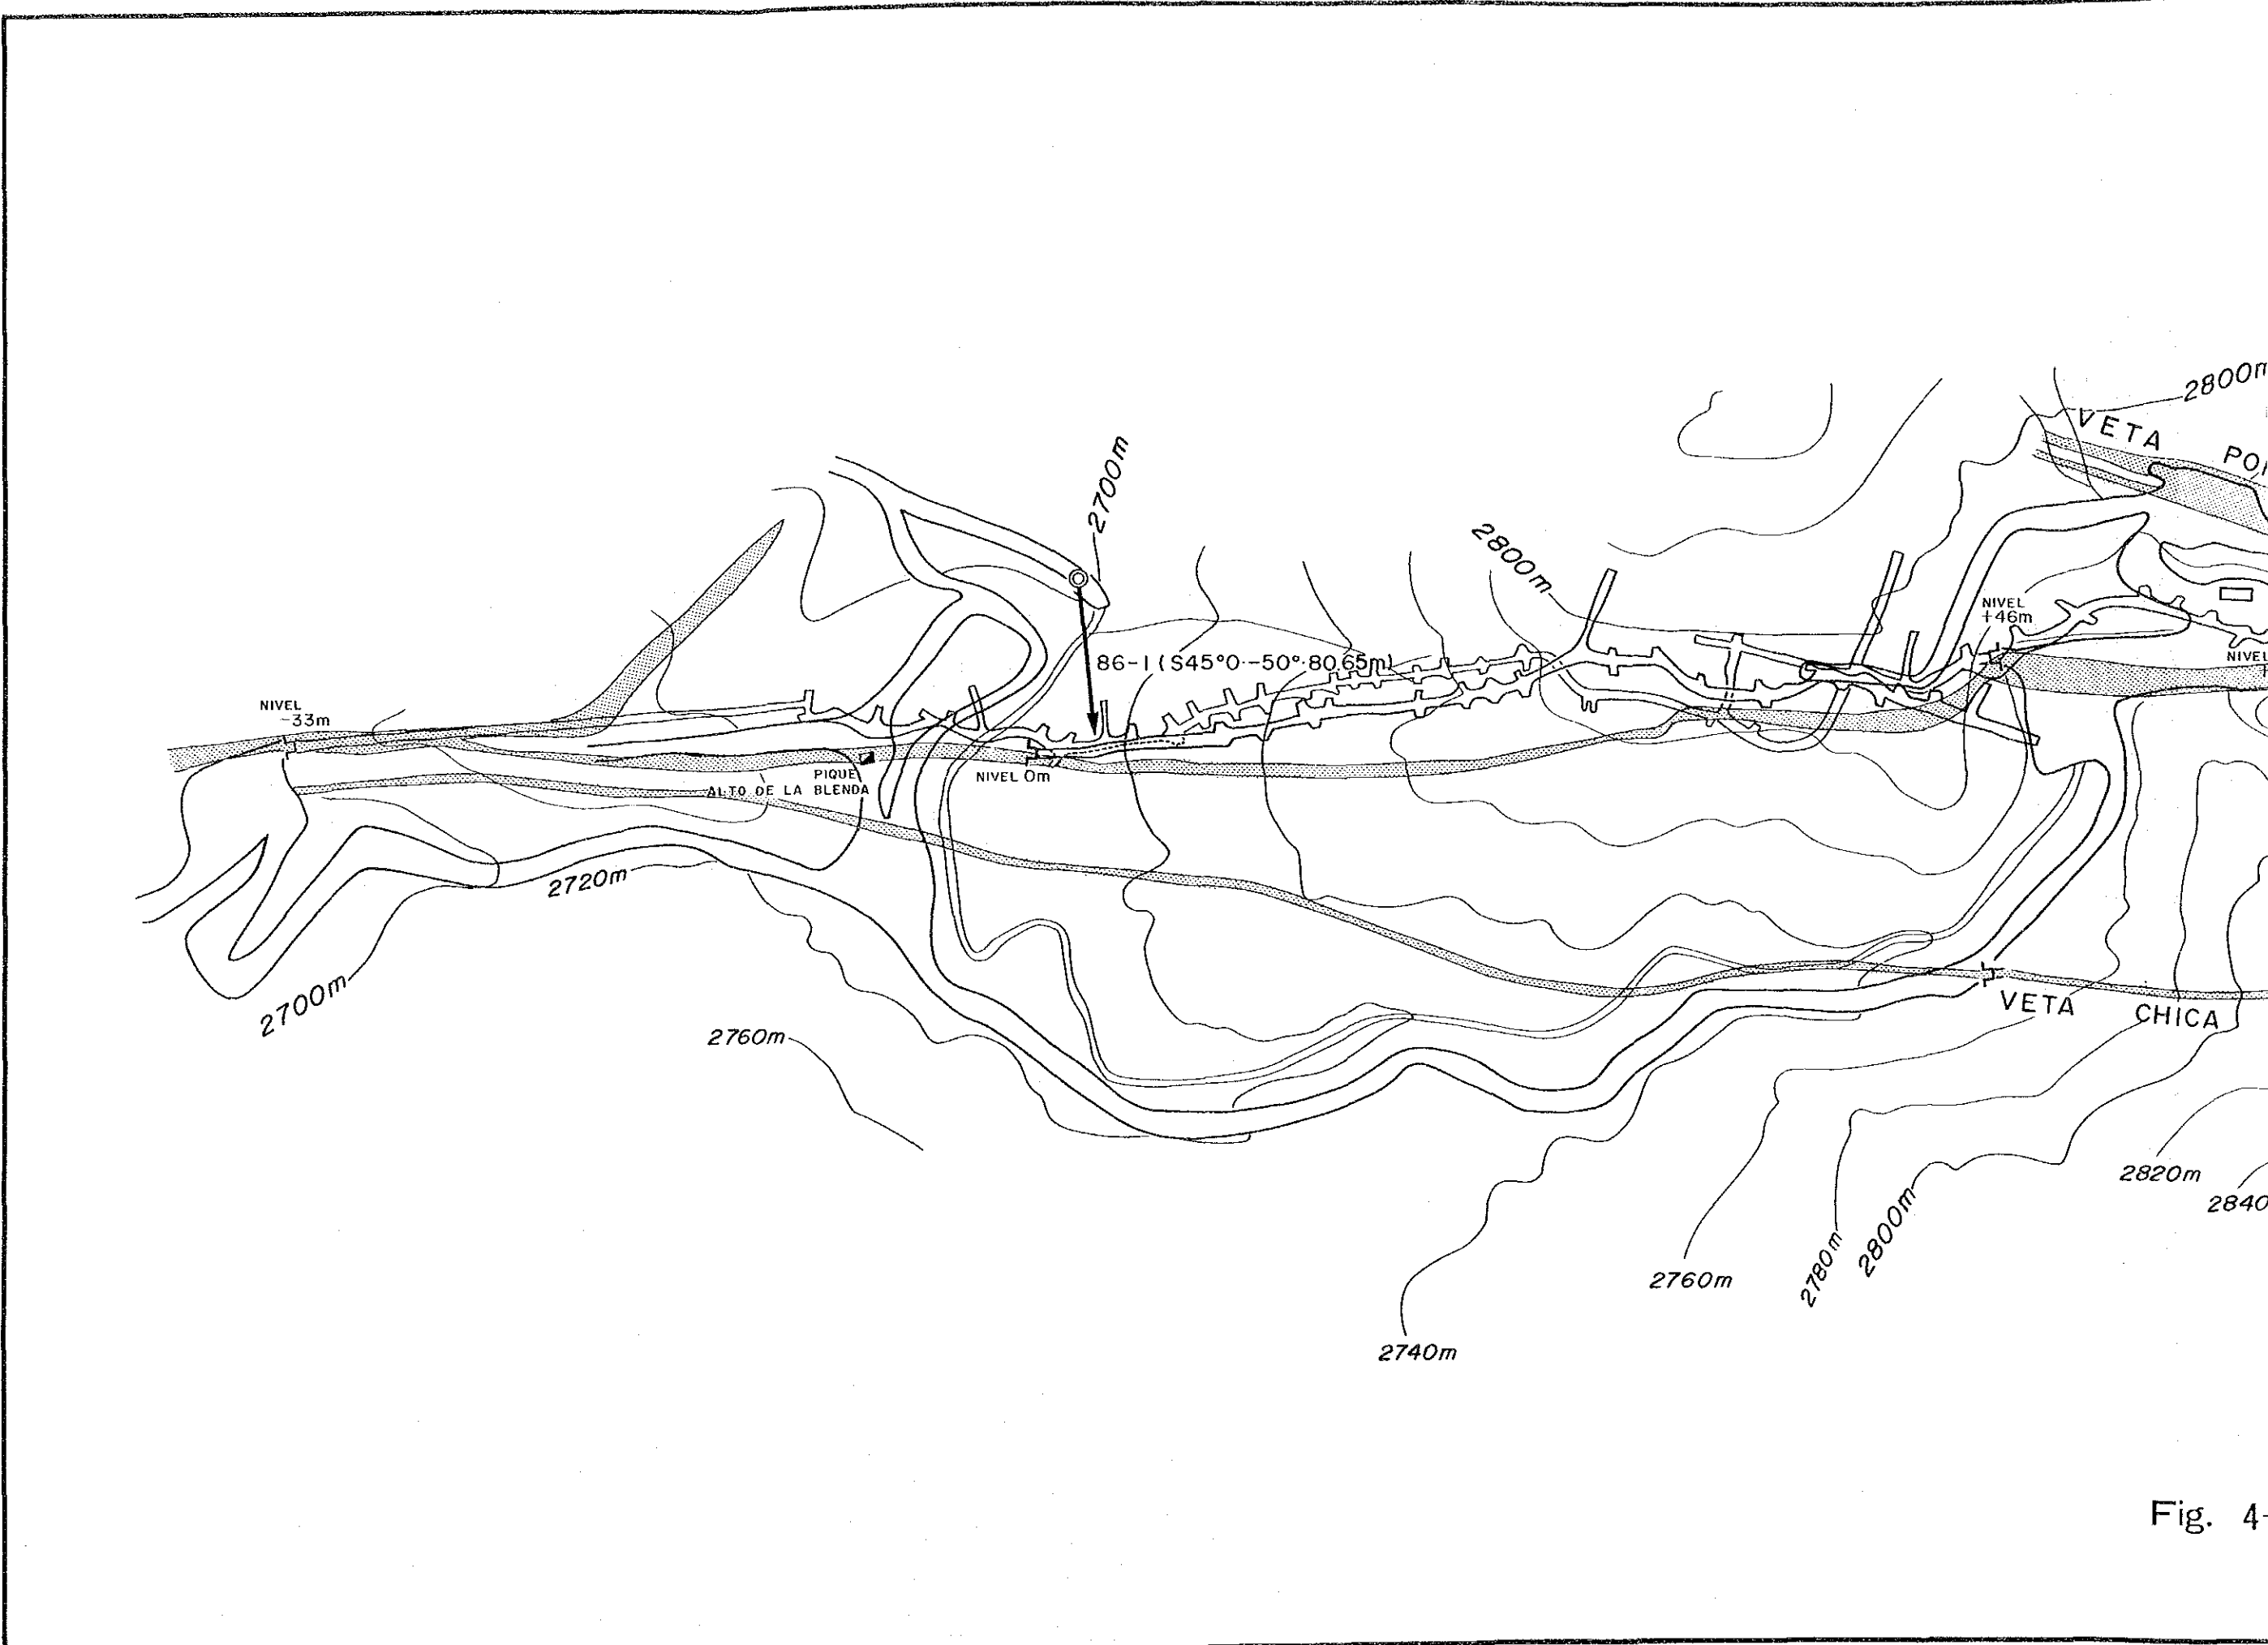 2800m
VETA
2700m
2800m
NIVEL
+46m
86-1 (S45°0·-50°·80.65m)
NIVEL
NIVEL
-33m
PIQUE
NIVEL 0m
ALTO DE LA BLENDA
2720m
2700m
VETA CHICA
2760m
2820m
2840
2760m
2780m
2800m
2740m
Fig. 4-